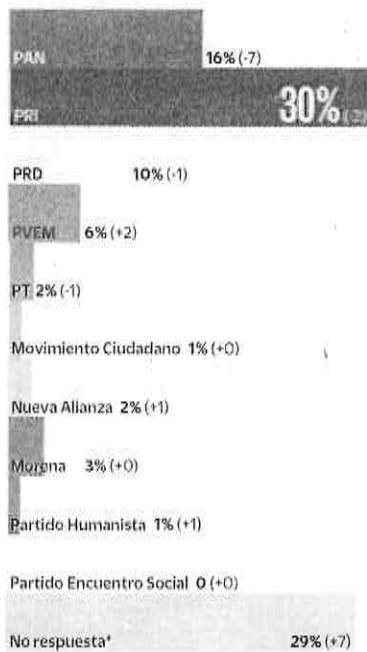 PAN 16% (-7)
PRI 30% (-2)
PRD 10% (-1)
PVEM 6% (+2)
PT 2% (-1)
Movimiento Ciudadano 1% (+0)
Nueva Alianza 2% (+1)
Morena 3% (+0)
Partido Humanista 1% (+1)
Partido Encuentro Social 0 (+0)
No respuesta* 29% (+7)